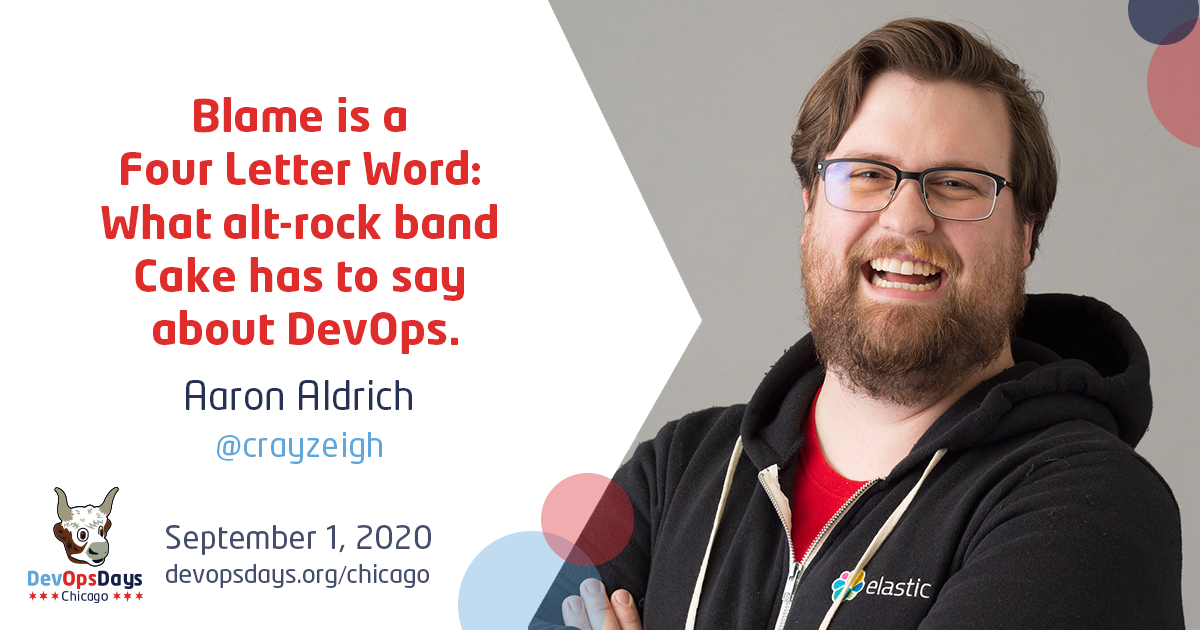 Blame is a
Four Letter Word:
What alt-rock band
Cake has to say
about DevOps.
Aaron Aldrich
@crayzeigh
September 1, 2020
devopsdays.org/chicago
DevOpsDays
Chicago
elastic